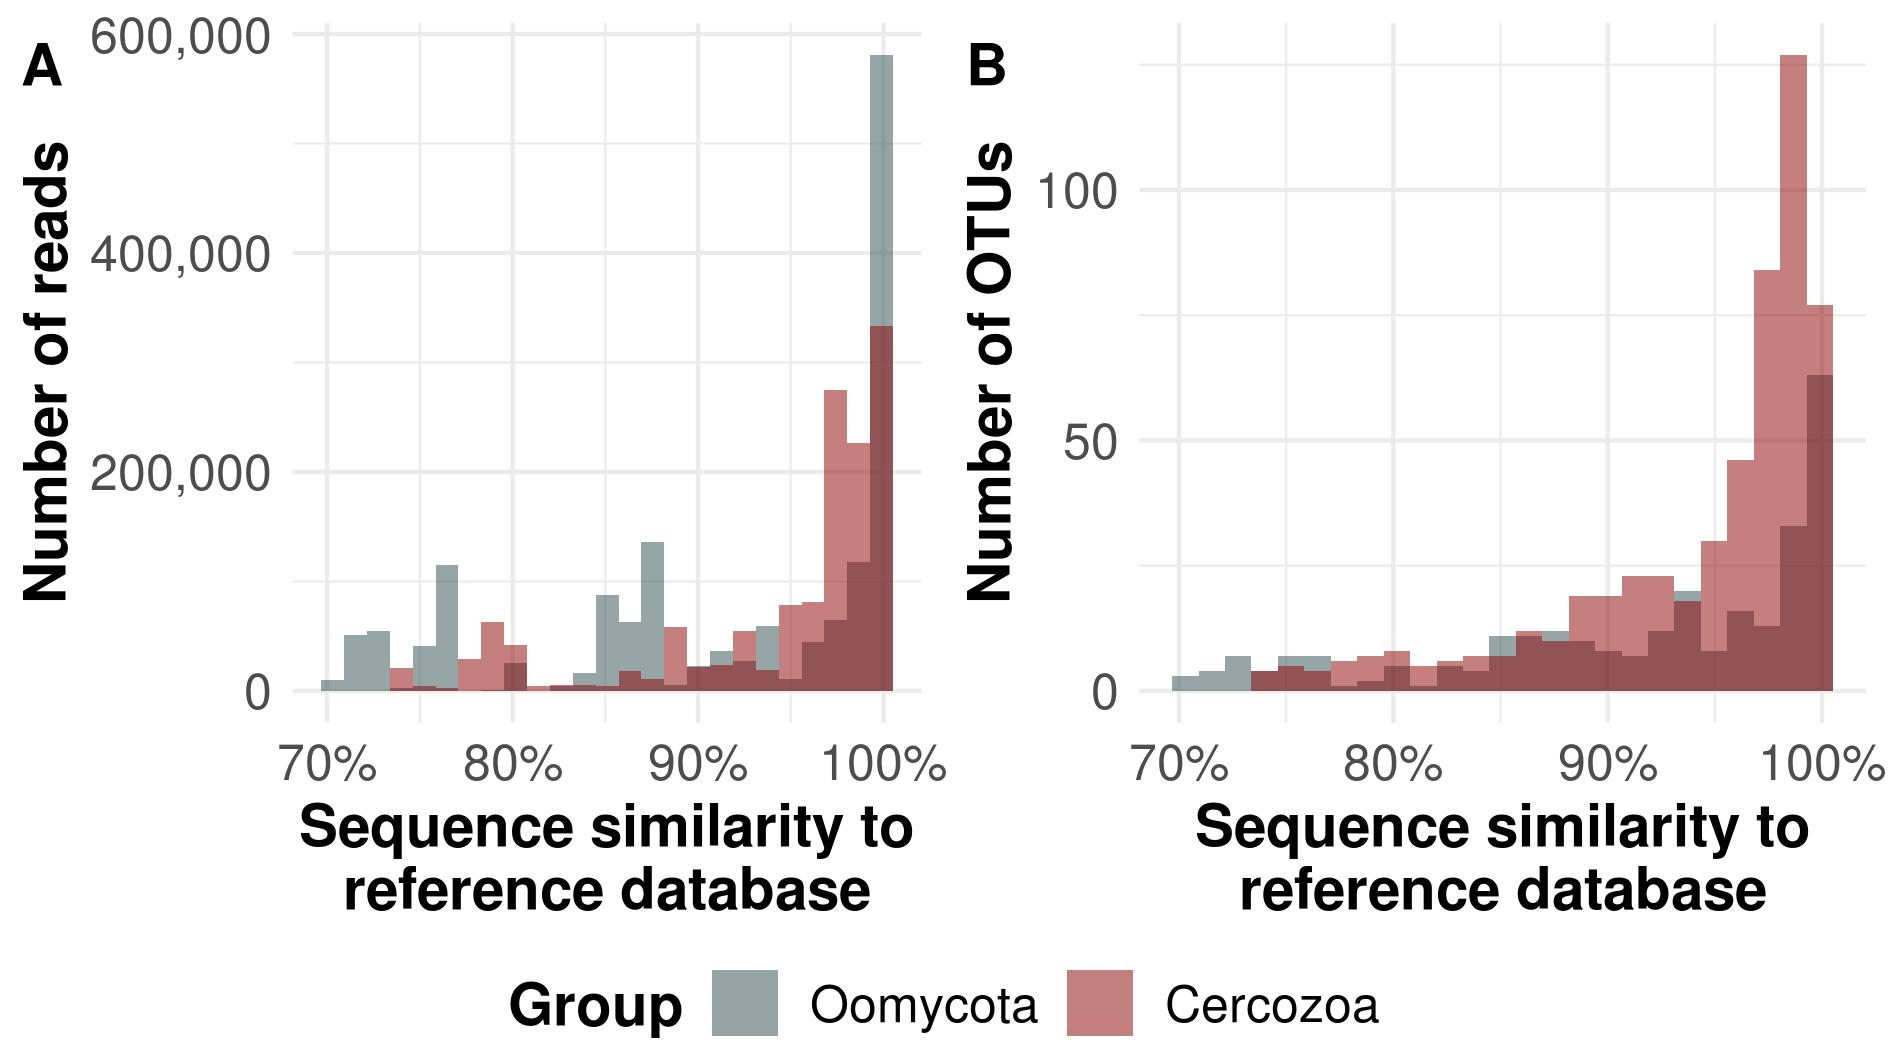 A
Number of reads
600,000
400,000
200,000
0
70% 80% 90% 100%
Sequence similarity to
reference database
B
Number of OTUs
100
50
0
70% 80% 90% 100%
Sequence similarity to
reference database
Group Oomycota Cercozoa